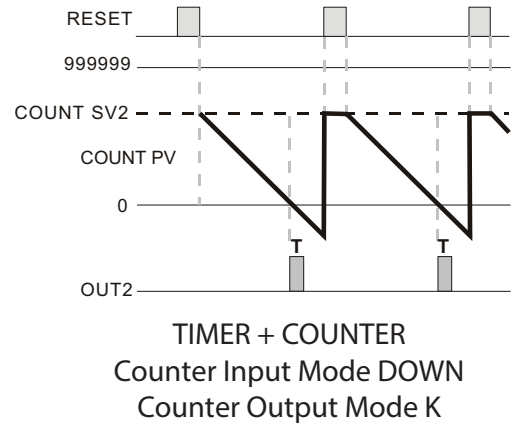 RESET
999999
COUNT SV2
COUNT PV
0
T T
OUT2
TIMER + COUNTER
Counter Input Mode DOWN
Counter Output Mode K